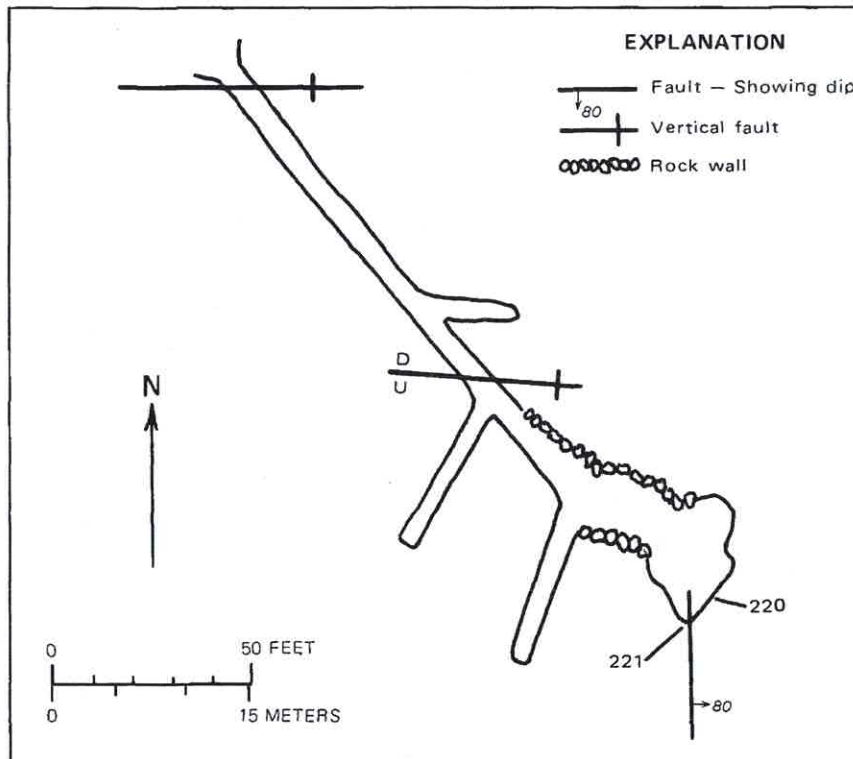 EXPLANATION
Fault — Showing dip
80
Vertical fault
Rock wall
D
U
N
220
221
80
0 50 FEET
0 15 METERS